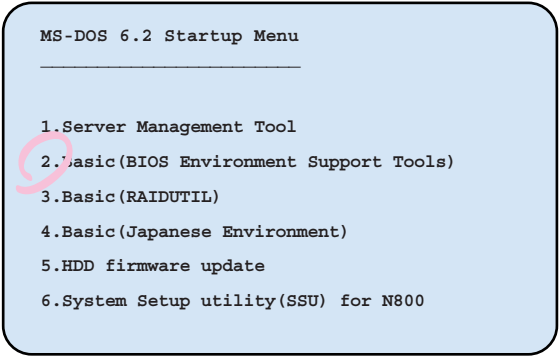 MS-DOS 6.2 Startup Menu
1.Server Management Tool
2.Basic(BIOS Environment Support Tools)
3.Basic(RAIDUTIL)
4.Basic(Japanese Environment)
5.HDD firmware update
6.System Setup utility(SSU) for N800